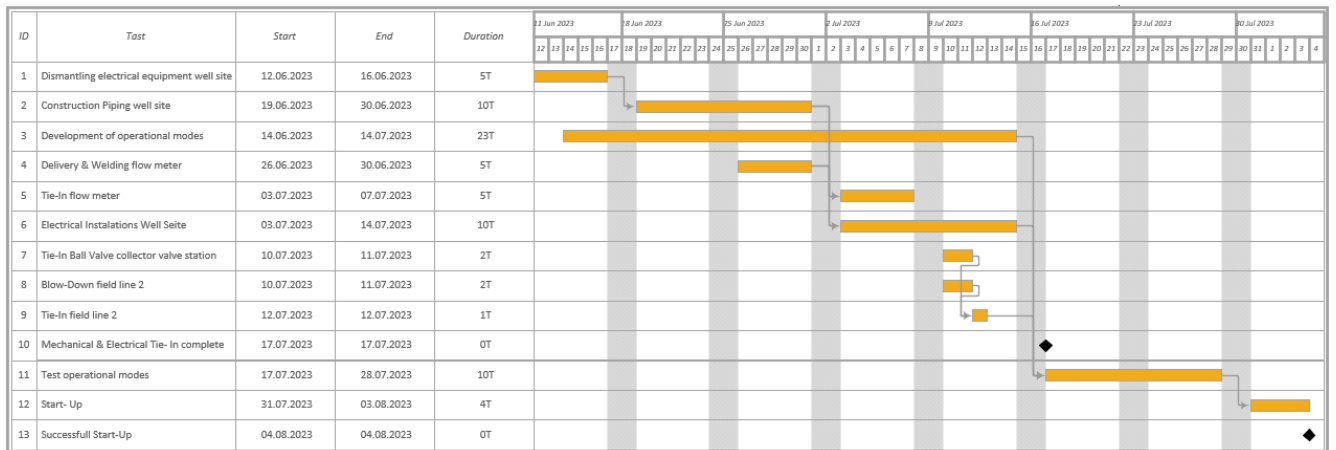 ID Tast Start End Duration 11 Jun 2023 18 Jun 2023 25 Jun 2023 2 Jul 2023 9 Jul 2023 16 Jul 2023 23 Jul 2023 30 Jul 2023
12 13 14 15 16 17 18 19 20 21 22 23 24 25 26 27 28 29 30 1 2 3 4 5 6 7 8 9 10 11 12 13 14 15 16 17 18 19 20 21 22 23 24 25 26 27 28 29 30 31 1 2 3 4
1 Dismantling electrical equipment well site 12.06.2023 16.06.2023 5T
2 Construction Piping well site 19.06.2023 30.06.2023 10T
3 Development of operational modes 14.06.2023 14.07.2023 23T
4 Delivery & Welding flow meter 26.06.2023 30.06.2023 5T
5 Tie-In flow meter 03.07.2023 07.07.2023 5T
6 Electrical Instalations Well Seite 03.07.2023 14.07.2023 10T
7 Tie-In Ball Valve collector valve station 10.07.2023 11.07.2023 2T
8 Blow-Down field line 2 10.07.2023 11.07.2023 2T
9 Tie-In field line 2 12.07.2023 12.07.2023 1T
10 Mechanical & Electrical Tie- In complete 17.07.2023 17.07.2023 0T
11 Test operational modes 17.07.2023 28.07.2023 10T
12 Start- Up 31.07.2023 03.08.2023 4T
13 Successfull Start-Up 04.08.2023 04.08.2023 0T